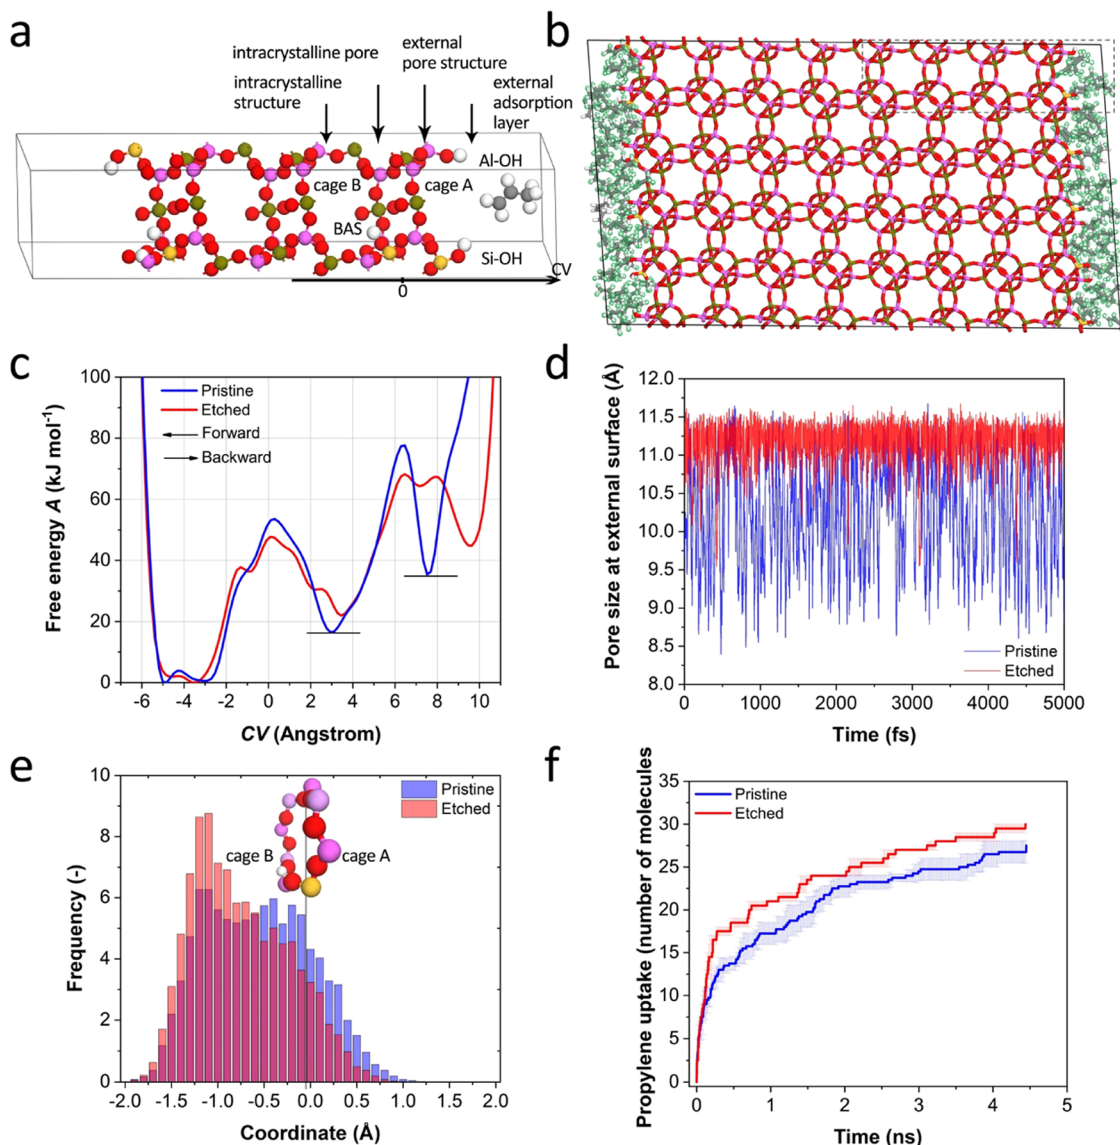 a
intracrystalline pore
external
pore structure
intracrystalline
structure
external
adsorption
layer
Al-OH
cage B
cage A
BAS
Si-OH
CV
0
b
c
100
80
60
40
20
0
Free energy A (kJ mol-1)
Pristine
Etched
Forward
Backward
-6 -4 -2 0 2 4 6 8 10
CV (Angstrom)
d
12.0
11.5
11.0
10.5
10.0
9.5
9.0
8.5
8.0
Pore size at external surface (Å)
Pristine
Etched
0 1000 2000 3000 4000 5000
Time (fs)
e
10
8
6
4
2
0
Frequency (-)
Pristine
Etched
cage B
cage A
-2.0 -1.5 -1.0 -0.5 0.0 0.5 1.0 1.5 2.0
Coordinate (Å)
f
35
30
25
20
15
10
5
0
Propylene uptake (number of molecules
Pristine
Etched
0 1 2 3 4 5
Time (ns)